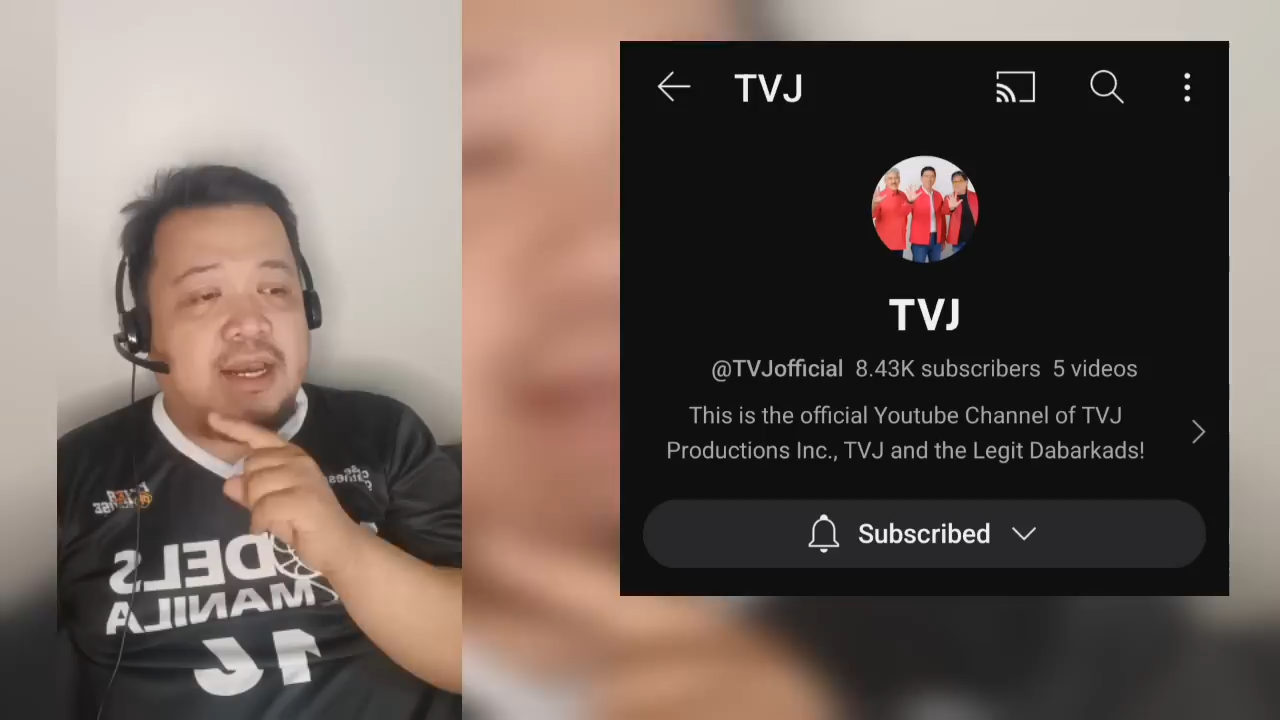 TVJ
TVJ
@TVJofficial 8.43K subscribers 5 videos
This is the official Youtube Channel of TVJ
Productions Inc., TVJ and the Legit Dabarkads!
Subscribed
DELS
MANILA
16